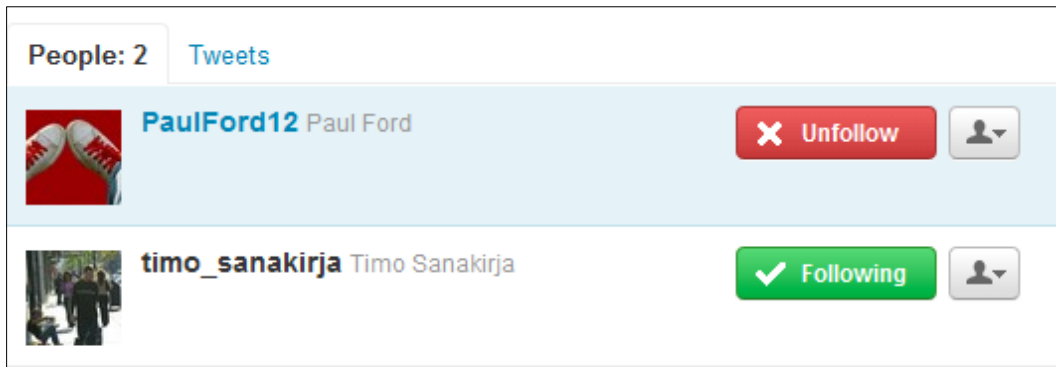 People: 2 Tweets
PaulFord12 Paul Ford
Unfollow
timo_sanakirja Timo Sanakirja
Following